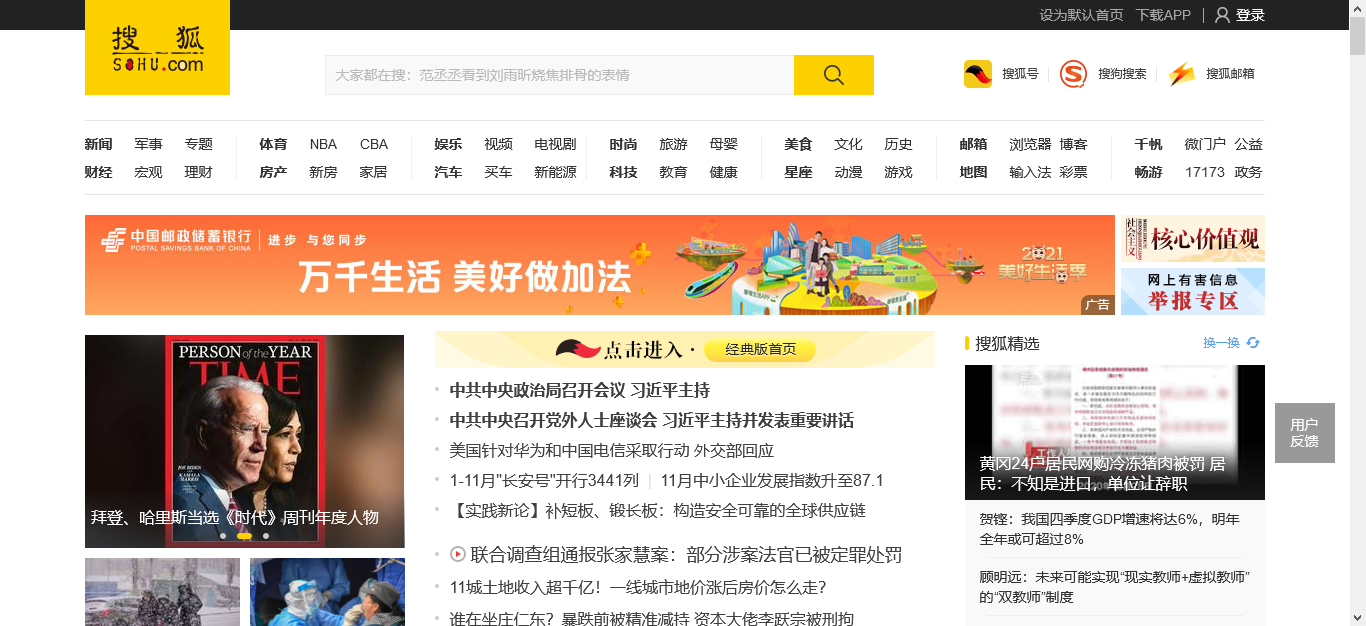 设为默认首页 下载APP 登录
搜狐
SOHU.com
大家都在搜：范丞丞看到刘雨昕烧焦排骨的表情
搜狐号 搜狗搜索 搜狐邮箱
新闻 军事 专题 体育 NBA CBA 娱乐 视频 电视剧 时尚 旅游 母婴 美食 文化 历史 邮箱 浏览器 博客 千帆 微门户 公益
财经 宏观 理财 房产 新房 家居 汽车 买车 新能源 科技 教育 健康 星座 动漫 游戏 地图 输入法 彩票 畅游 17173 政务
中国邮政储蓄银行 进步 与您同步
POSTAL SAVINGS BANK OF CHINA
万千生活 美好做加法
2021
美好生活季
广告
社会主义 核心价值观
网上有害信息
举报专区
PERSON of the YEAR
TIME
JOE BIDEN
KAMALA
HARRIS
拜登、哈里斯当选《时代》周刊年度人物
点击进入· 经典版首页
中共中央政治局召开会议 习近平主持
中共中央召开党外人士座谈会 习近平主持并发表重要讲话
美国针对华为和中国电信采取行动 外交部回应
1-11月"长安号"开行3441列 11月中小企业发展指数升至87.1
【实践新论】补短板、锻长板：构造安全可靠的全球供应链
联合调查组通报张家慧案：部分涉案法官已被定罪处罚
11城土地收入超千亿！一线城市地价涨后房价怎么走？
谁在坐庄仁东？暴跌前被精准减持 资本大佬李跃宗被刑拘
搜狐精选 换一换
黄冈24户居民网购冷冻猪肉被罚 居
民：不知是进口，单位让辞职
贺铿：我国四季度GDP增速将达6%，明年
全年或可超过8%
顾明远：未来可能实现“现实教师+虚拟教师”
的“双教师”制度
用户
反馈